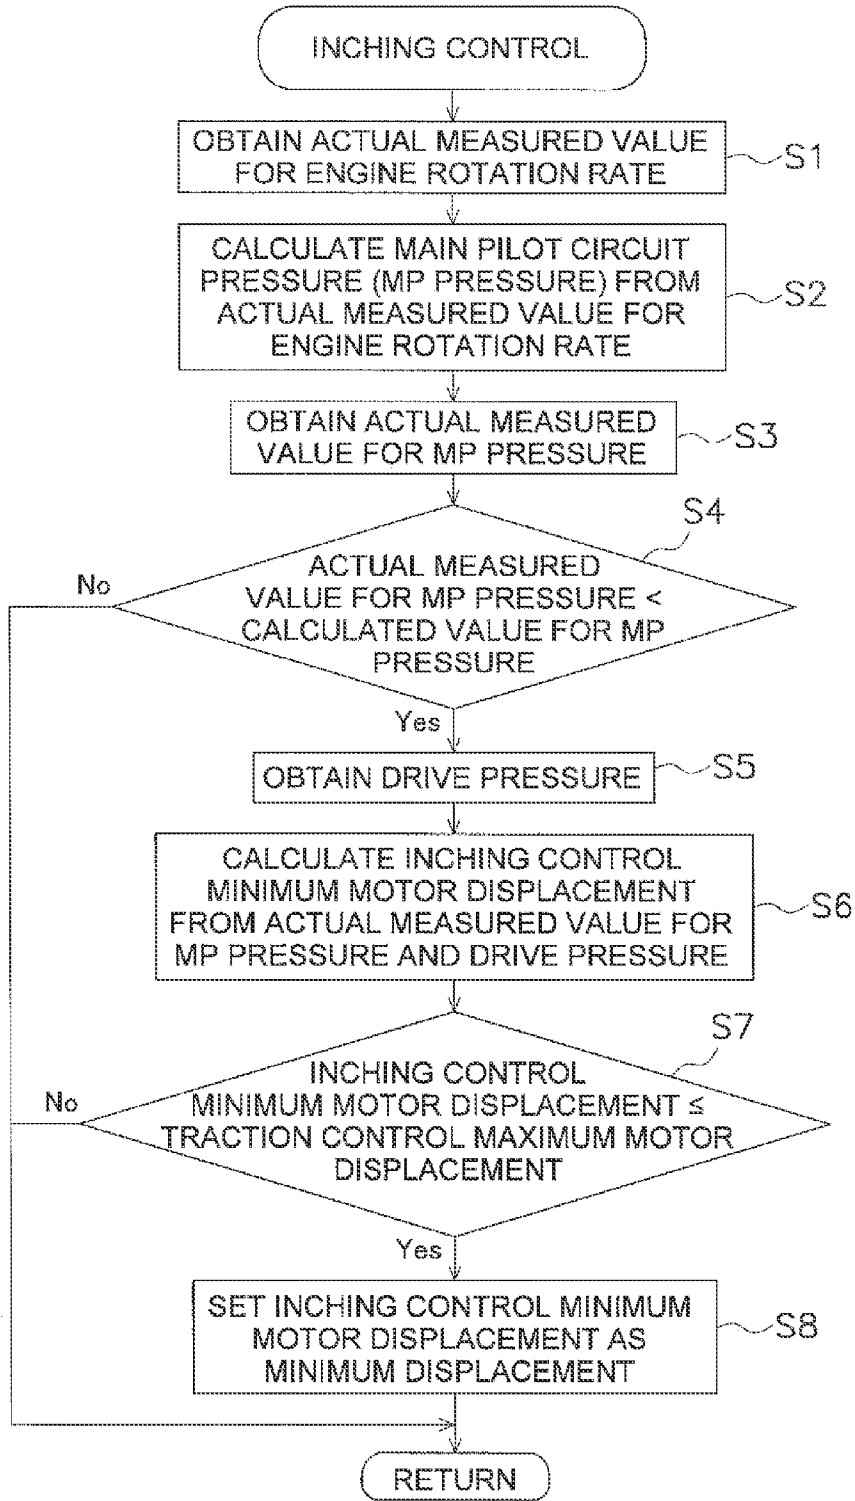 INCHING CONTROL
OBTAIN ACTUAL MEASURED VALUE
FOR ENGINE ROTATION RATE
S1
CALCULATE MAIN PILOT CIRCUIT
PRESSURE (MP PRESSURE) FROM
ACTUAL MEASURED VALUE FOR
ENGINE ROTATION RATE
S2
OBTAIN ACTUAL MEASURED
VALUE FOR MP PRESSURE
S3
S4
ACTUAL MEASURED
VALUE FOR MP PRESSURE <
CALCULATED VALUE FOR MP
PRESSURE
No
Yes
OBTAIN DRIVE PRESSURE
S5
CALCULATE INCHING CONTROL
MINIMUM MOTOR DISPLACEMENT
FROM ACTUAL MEASURED VALUE FOR
MP PRESSURE AND DRIVE PRESSURE
S6
S7
INCHING CONTROL
MINIMUM MOTOR DISPLACEMENT ≤
TRACTION CONTROL MAXIMUM MOTOR
DISPLACEMENT
No
Yes
SET INCHING CONTROL MINIMUM
MOTOR DISPLACEMENT AS
MINIMUM DISPLACEMENT
S8
RETURN